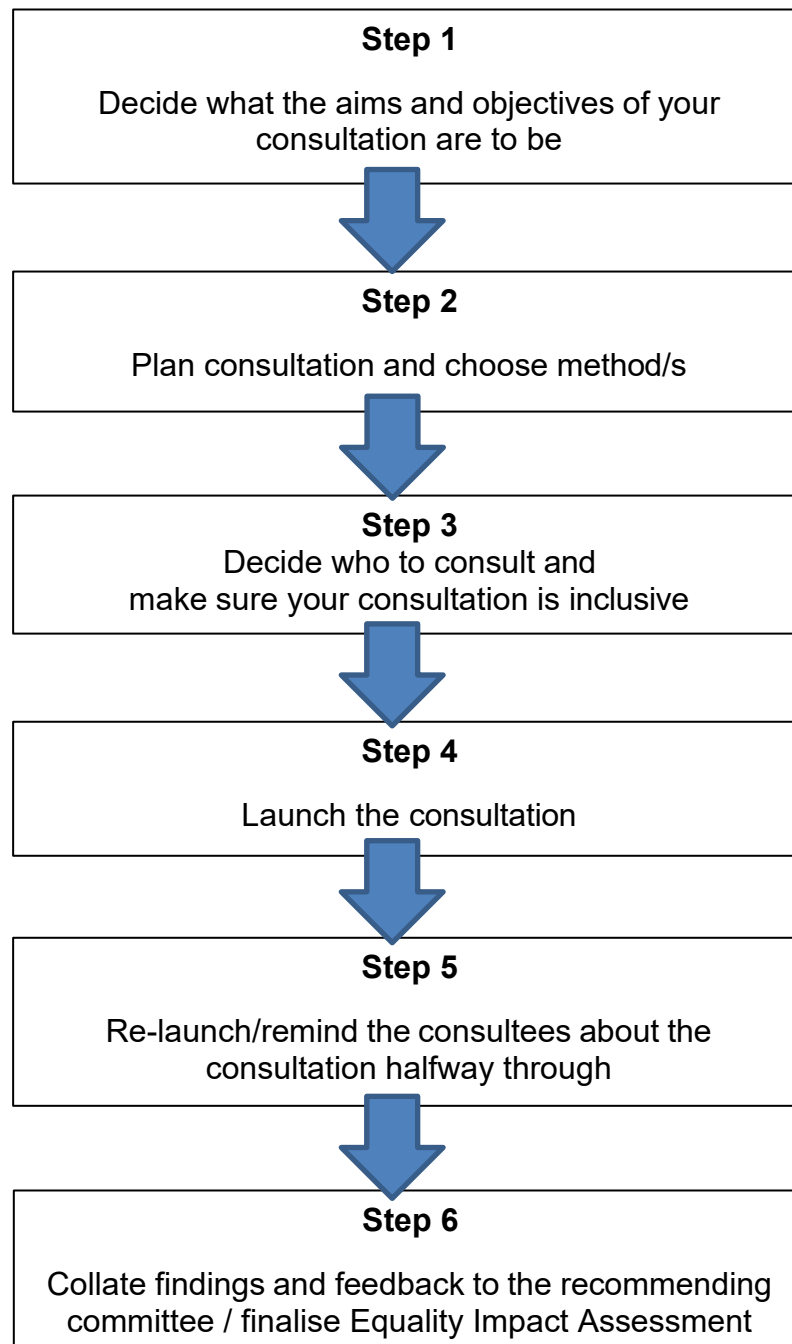 Step 1
Decide what the aims and objectives of your
consultation are to be
Step 2
Plan consultation and choose method/s
Step 3
Decide who to consult and
make sure your consultation is inclusive
Step 4
Launch the consultation
Step 5
Re-launch/remind the consultees about the
consultation halfway through
Step 6
Collate findings and feedback to the recommending
committee / finalise Equality Impact Assessment